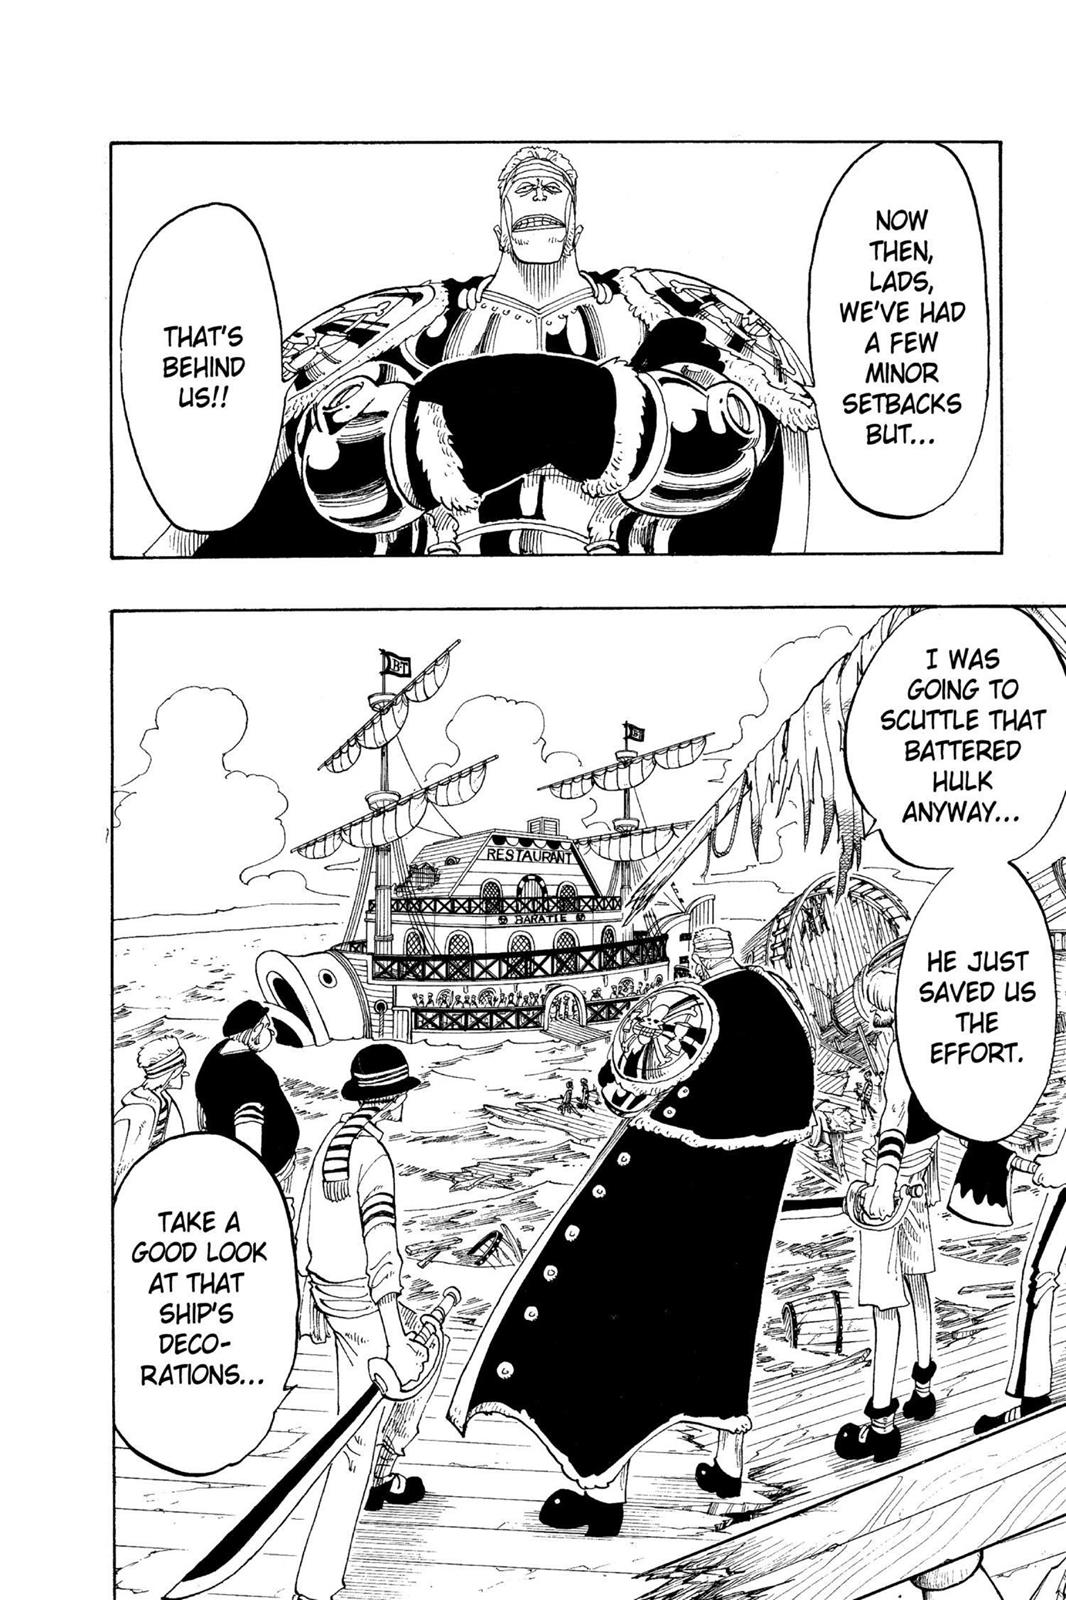 NOW
THEN,
LADS,
WE'VE HAD
A FEW
MINOR
SETBACKS
BUT...
THAT'S
BEHIND
US!!
I WAS
GOING TO
SCUTTLE THAT
BATTERED
HULK
ANYWAY...
HE JUST
SAVED US
THE
EFFORT.
B·T
RESTAURANT
BARATIE
TAKE A
GOOD LOOK
AT THAT
SHIP'S
DECO-
RATIONS...